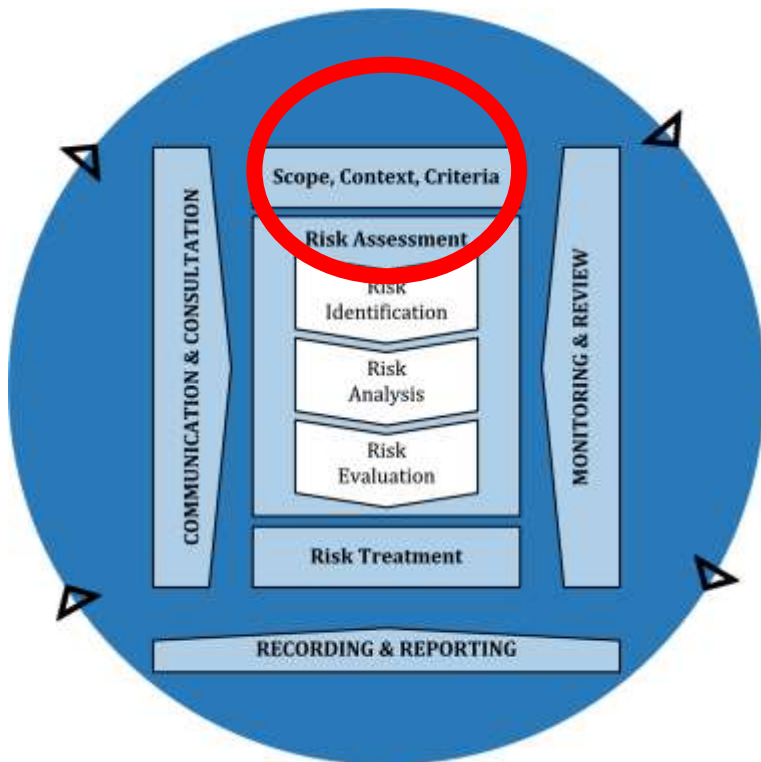 Scope, Context, Criteria
Risk Assessment
Risk
Identification
Risk
Analysis
Risk
Evaluation
Risk Treatment
COMMUNICATION & CONSULTATION
MONITORING & REVIEW
RECORDING & REPORTING